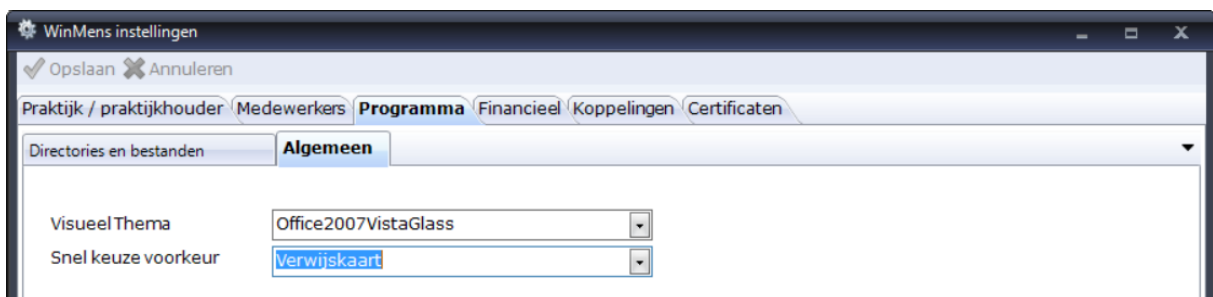 WinMens instellingen
Opslaan Annuleren
Praktijk / praktijkhouder Medewerkers Programma Financieel Koppelingen Certificaten
Directories en bestanden Algemeen
Visueel Thema Office2007VistaGlass
Snel keuze voorkeur Verwijskaart